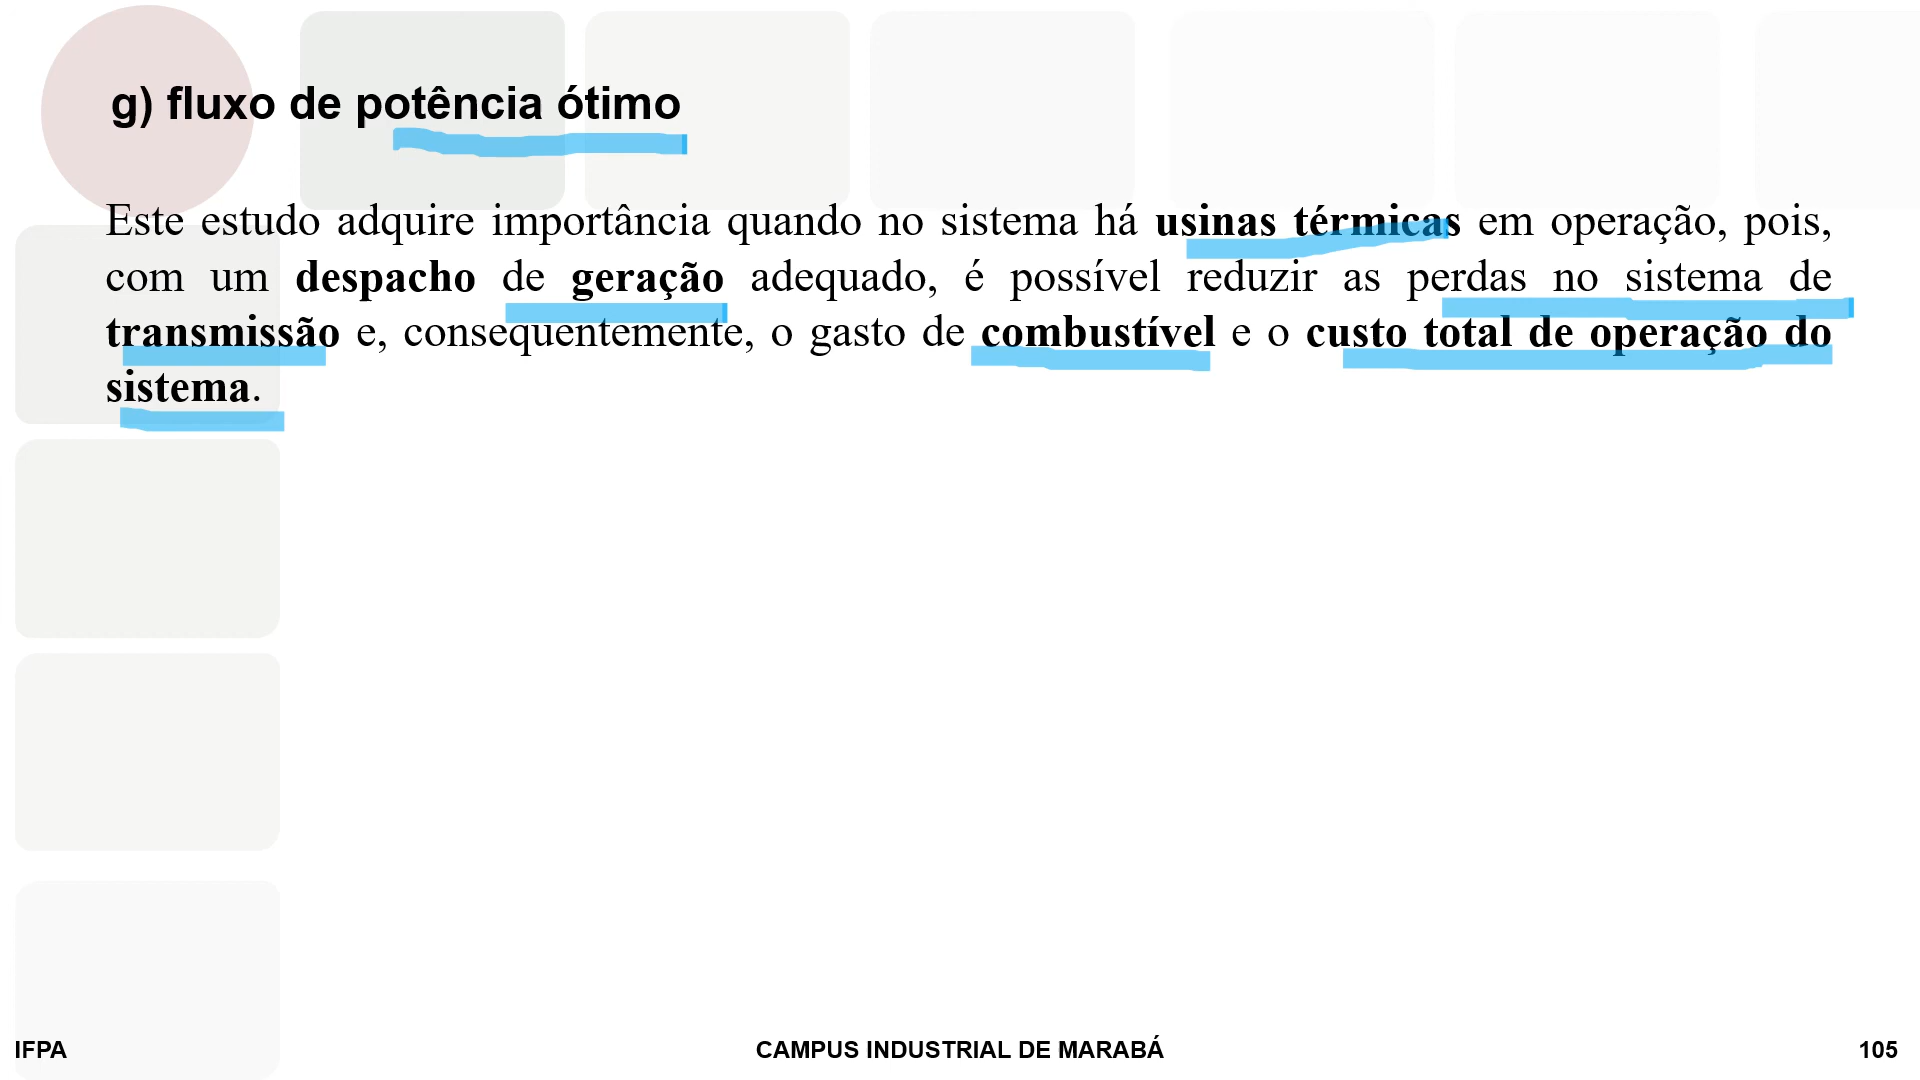 g) fluxo de potência ótimo
Este estudo adquire importância quando no sistema há usinas térmicas em operação, pois,
com um despacho de geração adequado, é possível reduzir as perdas no sistema de
transmissão e, consequentemente, o gasto de combustível e o custo total de operação do
sistema.
IFPA
CAMPUS INDUSTRIAL DE MARABÁ
105